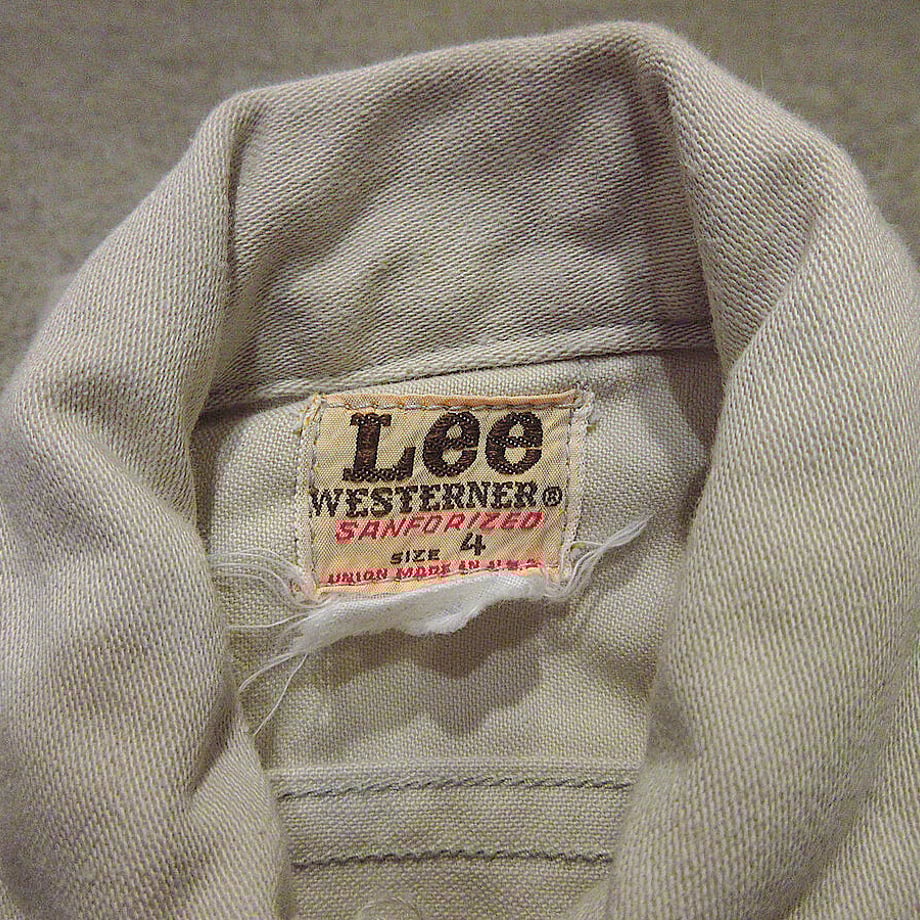 Lee
WESTERNER®
SANFORIZED
SIZE 4
UNION MADE IN U.S.A.